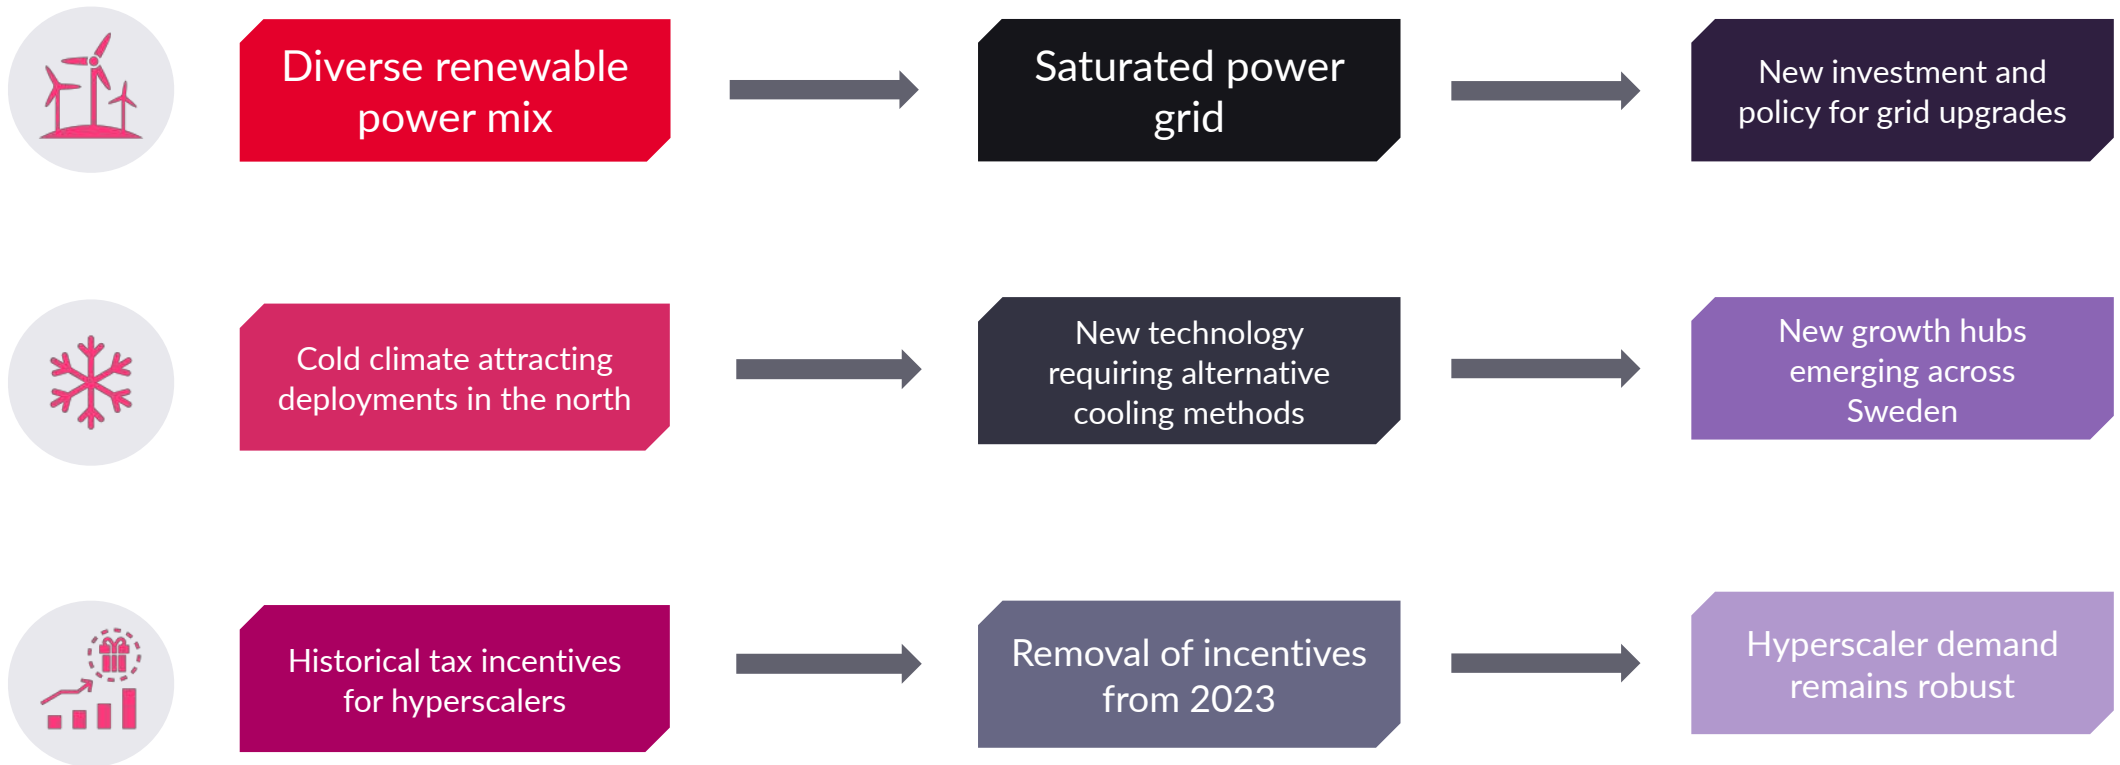 Diverse renewable
power mix
Saturated power
grid
New investment and
policy for grid upgrades
Cold climate attracting
deployments in the north
New technology
requiring alternative
cooling methods
New growth hubs
emerging across
Sweden
Historical tax incentives
for hyperscalers
Removal of incentives
from 2023
Hyperscaler demand
remains robust